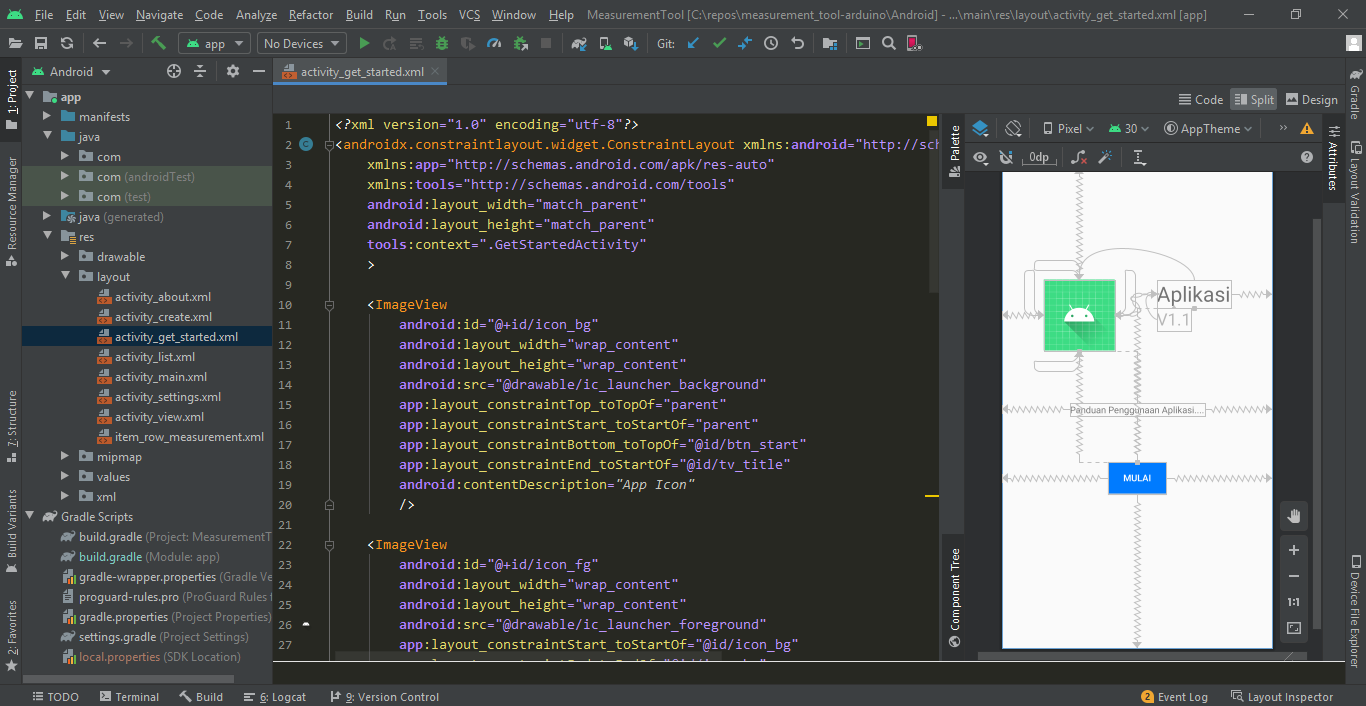 File Edit View Navigate Code Analyze Refactor Build Run Tools VCS Window Help MeasurementTool [C:\repos\measurement_tool-arduino\Android] - ...\main\res\layout\activity_get_started.xml [app]
app No Devices Git:
Android
activity_get_started.xml
Code Split Design
1: Project
Resource Manager
7: Structure
Build Variants
2: Favorites
app
manifests
java
com
com (androidTest)
com (test)
java (generated)
res
drawable
layout
activity_about.xml
activity_create.xml
activity_get_started.xml
activity_list.xml
activity_main.xml
activity_settings.xml
activity_view.xml
item_row_measurement.xml
mipmap
values
xml
Gradle Scripts
build.gradle (Project: MeasurementT
build.gradle (Module: app)
gradle-wrapper.properties (Gradle Ve
proguard-rules.pro (ProGuard Rules f
gradle.properties (Project Properties)
settings.gradle (Project Settings)
local.properties (SDK Location)
1 <?xml version="1.0" encoding="utf-8"?>
2 <androidx.constraintlayout.widget.ConstraintLayout xmlns:android="http://sch
3 xmlns:app="http://schemas.android.com/apk/res-auto"
4 xmlns:tools="http://schemas.android.com/tools"
5 android:layout_width="match_parent"
6 android:layout_height="match_parent"
7 tools:context=".GetStartedActivity"
8 >
9
10 <ImageView
11 android:id="@+id/icon_bg"
12 android:layout_width="wrap_content"
13 android:layout_height="wrap_content"
14 android:src="@drawable/ic_launcher_background"
15 app:layout_constraintTop_toTopOf="parent"
16 app:layout_constraintStart_toStartOf="parent"
17 app:layout_constraintBottom_toTopOf="@id/btn_start"
18 app:layout_constraintEnd_toStartOf="@id/tv_title"
19 android:contentDescription="App Icon"
20 />
21
22 <ImageView
23 android:id="@+id/icon_fg"
24 android:layout_width="wrap_content"
25 android:layout_height="wrap_content"
26 android:src="@drawable/ic_launcher_foreground"
27 app:layout_constraintStart_toStartOf="@id/icon_bg"
Palette
Component Tree
Pixel 30 AppTheme
0dp
Aplikasi
V1.1
Panduan Penggunaan Aplikasi....
MULAI
1:1
Attributes
Gradle
Layout Validation
Device File Explorer
TODO Terminal Build 6: Logcat 9: Version Control 2 Event Log Layout Inspector